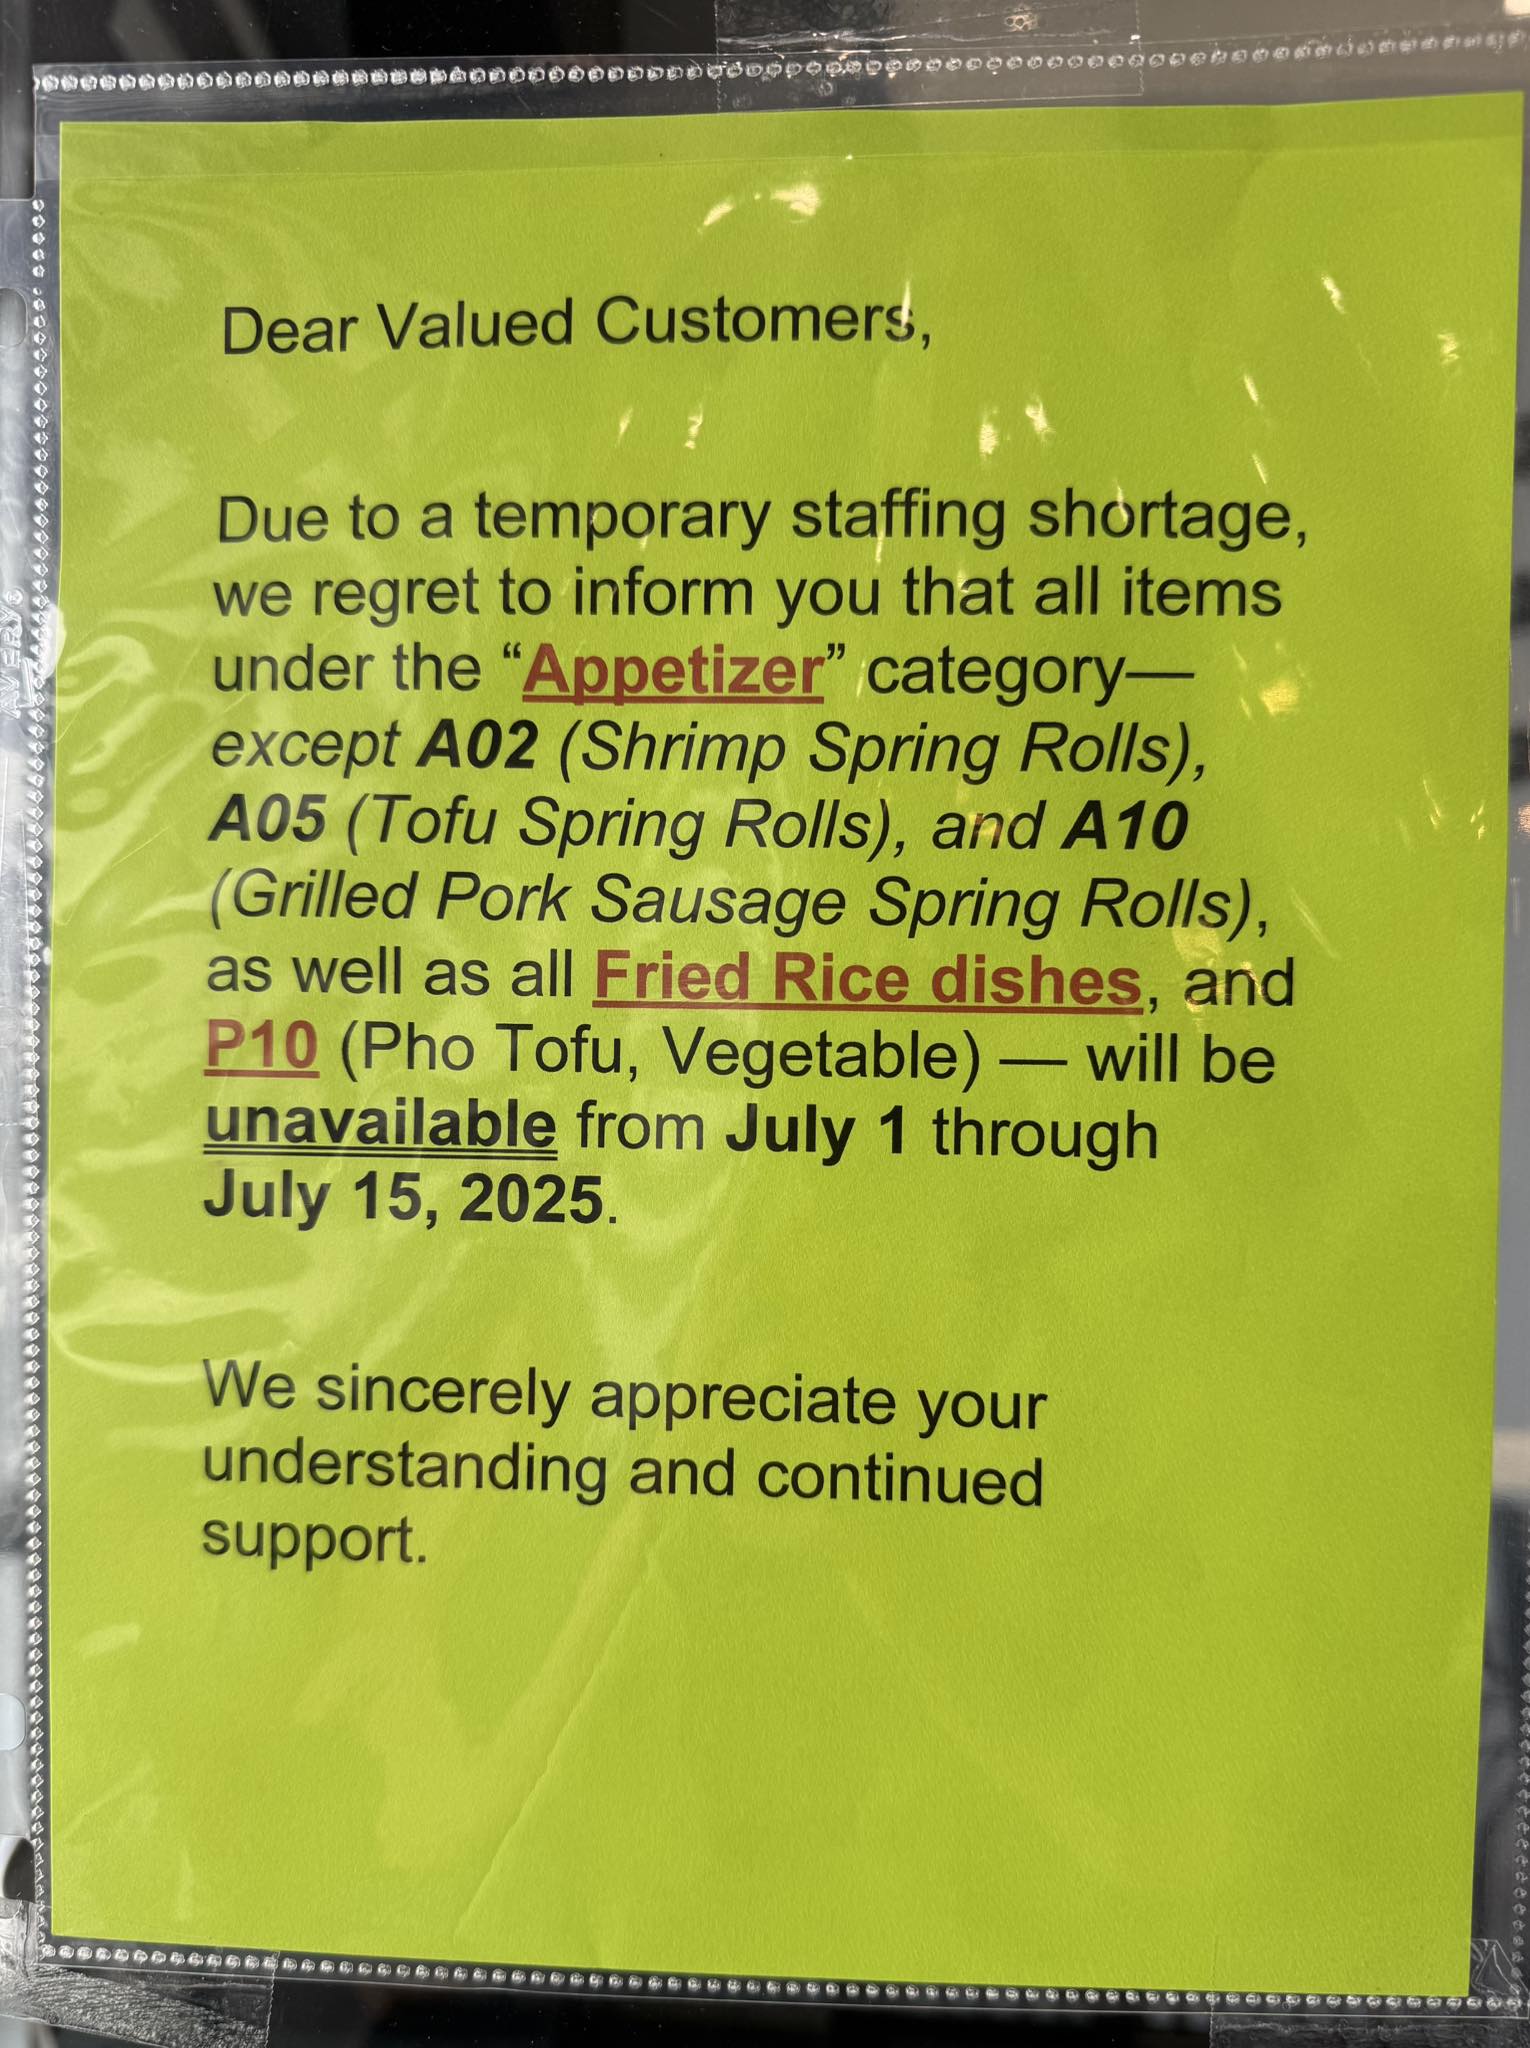 Dear Valued Customers,
Due to a temporary staffing shortage,
we regret to inform you that all items
under the “Appetizer” category—
except A02 (Shrimp Spring Rolls),
A05 (Tofu Spring Rolls), and A10
(Grilled Pork Sausage Spring Rolls),
as well as all Fried Rice dishes, and
P10 (Pho Tofu, Vegetable) — will be
unavailable from July 1 through
July 15, 2025.
We sincerely appreciate your
understanding and continued
support.
AVERY®